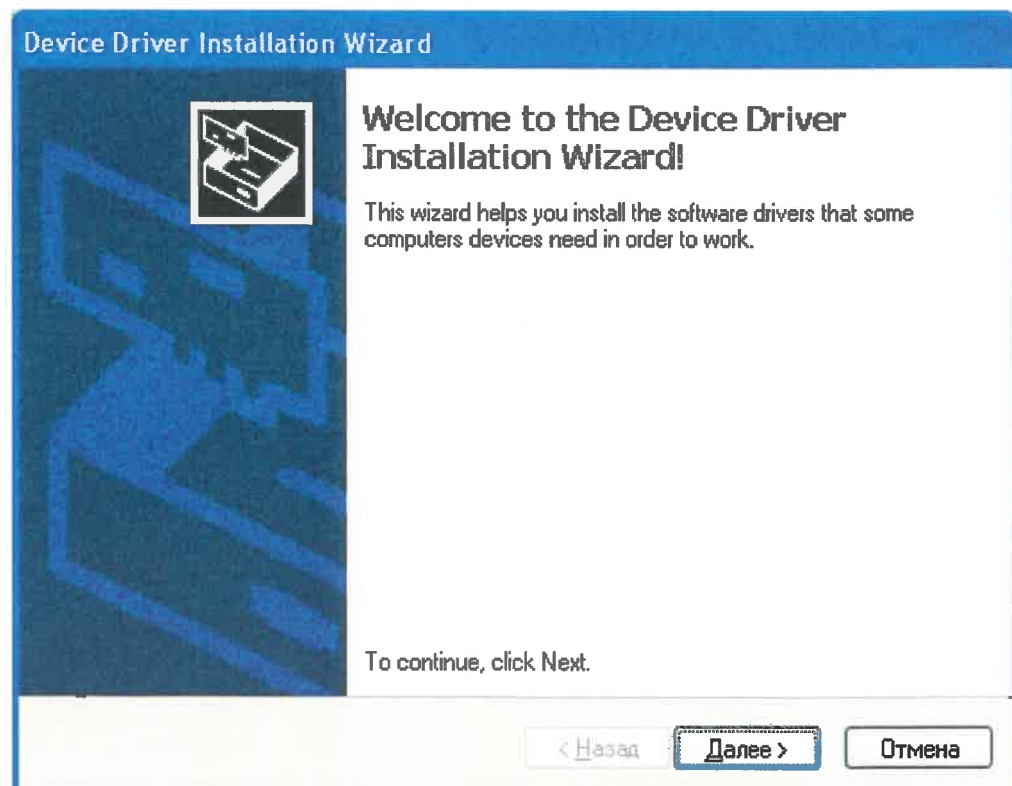 Device Driver Installation Wizard
Welcome to the Device Driver
Installation Wizard!
This wizard helps you install the software drivers that some
computers devices need in order to work.
To continue, click Next.
< Назад
Далее >
Отмена